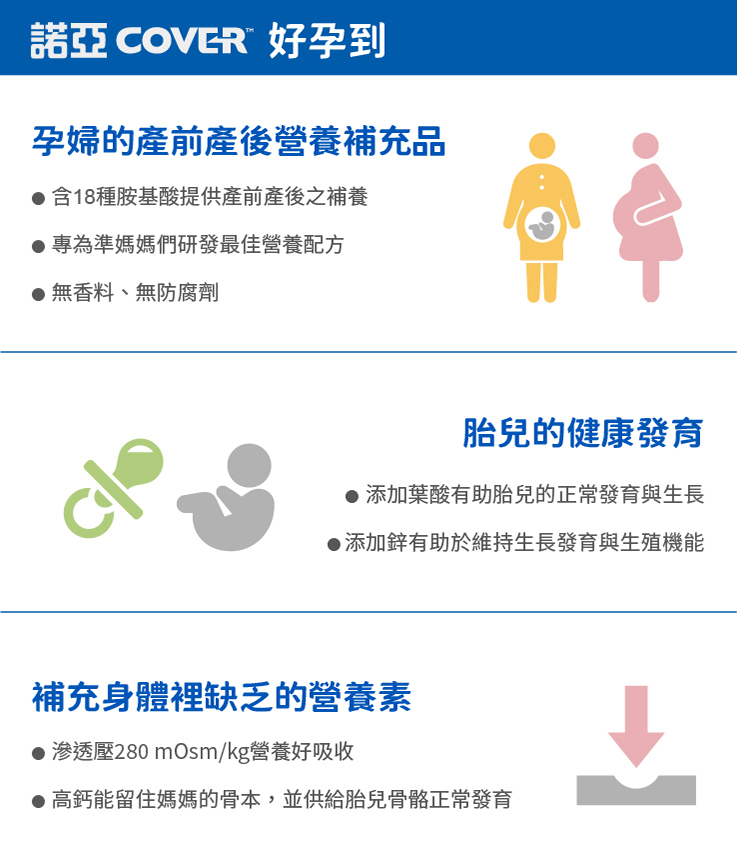 諾亞 COVER™ 好孕到
孕婦的產前產後營養補充品
● 含18種胺基酸提供產前產後之補養
● 專為準媽媽們研發最佳營養配方
● 無香料、無防腐劑
胎兒的健康發育
● 添加葉酸有助胎兒的正常發育與生長
● 添加鋅有助於維持生長發育與生殖機能
補充身體裡缺乏的營養素
● 滲透壓280 mOsm/kg營養好吸收
● 高鈣能留住媽媽的骨本，並供給胎兒骨骼正常發育